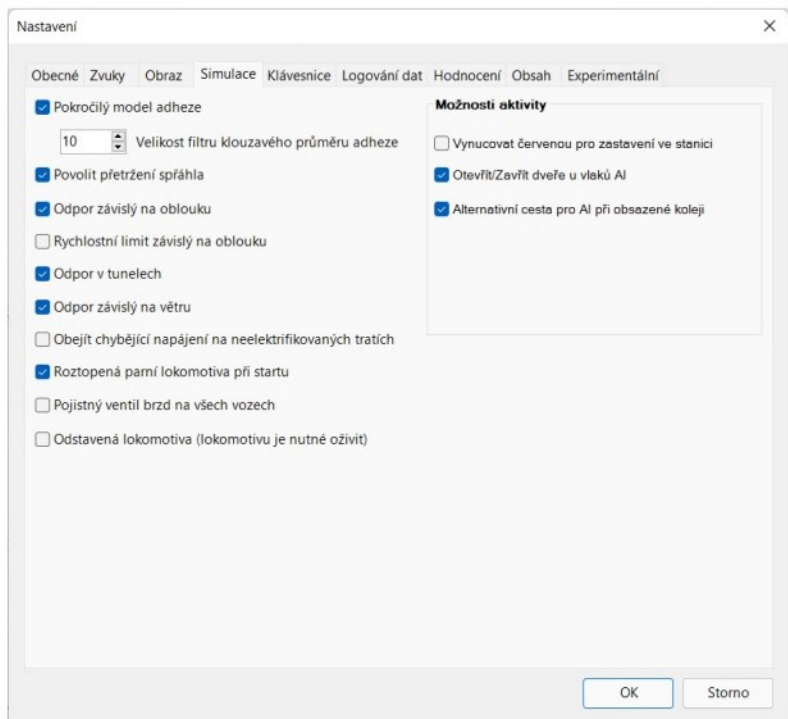 Nastavení
Obecné Zvuky Obraz Simulace Klávesnice Logování dat Hodnocení Obsah Experimentální
Pokročilý model adheze
10 Velikost filtru klouzavého průměru adheze
Povolit přetržení spřáhla
Odpor závislý na oblouku
Rychlostní limit závislý na oblouku
Odpor v tunelech
Odpor závislý na větru
Obejít chybějící napájení na neelektrifikovaných tratích
Roztopená parní lokomotiva při startu
Pojistný ventil brzd na všech vozech
Odstavená lokomotiva (lokomotivu je nutné oživit)
Možnosti aktivity
Vynucovat červenou pro zastavení ve stanici
Otevřít/Zavřít dveře u vlaků AI
Alternativní cesta pro AI při obsazené koleji
OK Storno